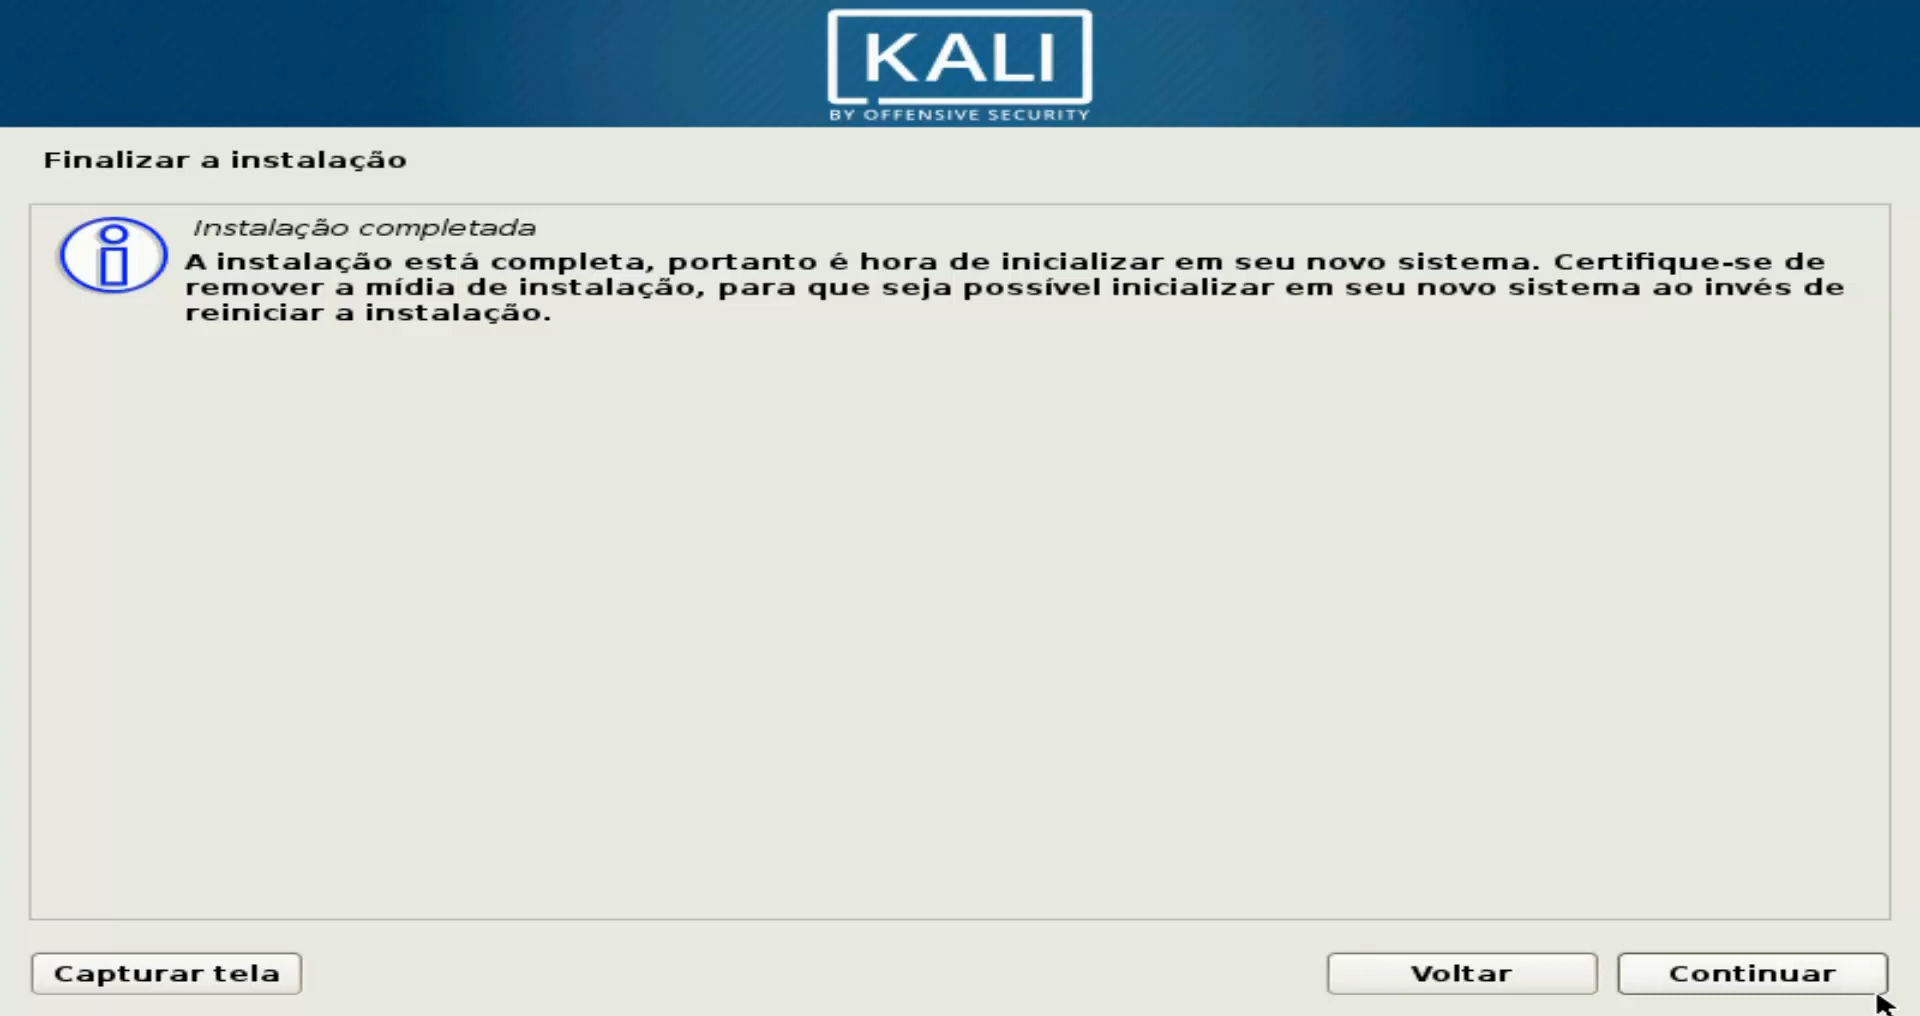 KALI
BY OFFENSIVE SECURITY
Finalizar a instalação
Instalação completada
A instalação está completa, portanto é hora de inicializar em seu novo sistema. Certifique-se de
remover a mídia de instalação, para que seja possível inicializar em seu novo sistema ao invés de
reiniciar a instalação.
Capturar tela
Voltar
Continuar